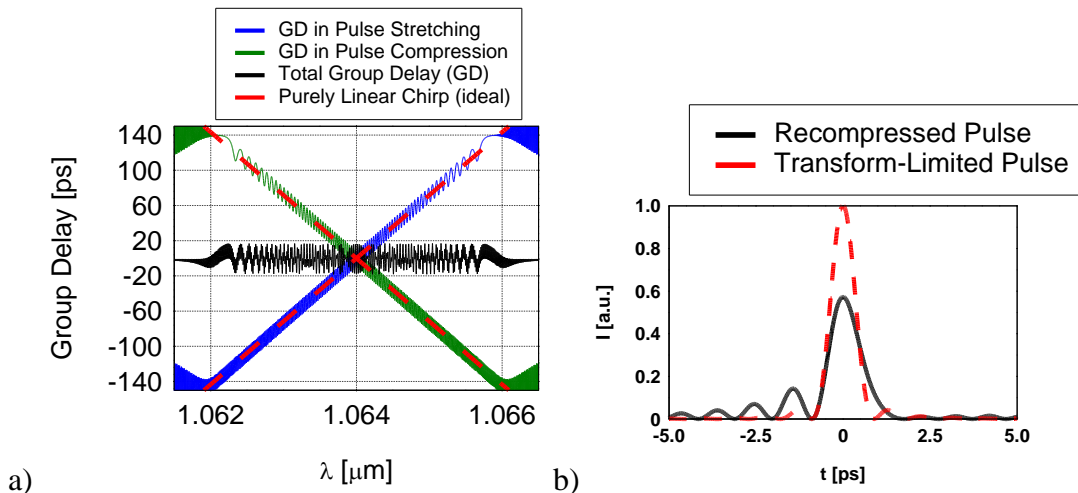 GD in Pulse Stretching
GD in Pulse Compression
Total Group Delay (GD)
Purely Linear Chirp (ideal)
Group Delay [ps]
140
100
60
20
-20
-60
-100
-140
1.062 1.064 1.066
λ [μm]
a)
Recompressed Pulse
Transform-Limited Pulse
I [a.u.]
1.0
0.8
0.6
0.4
0.2
0
-5.0 -2.5 0 2.5 5.0
t [ps]
b)